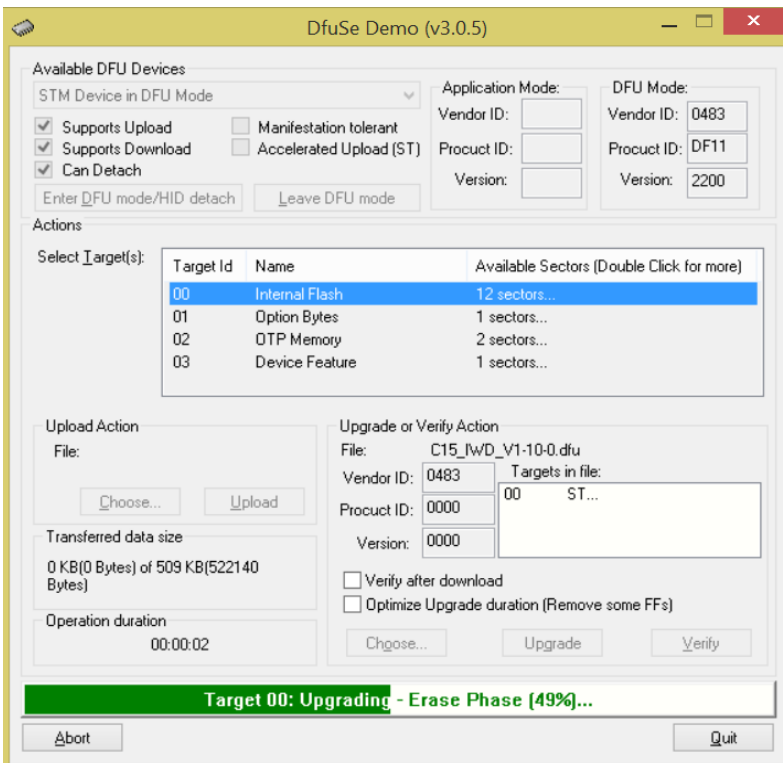 DfuSe Demo (v3.0.5)
Available DFU Devices
STM Device in DFU Mode
Supports Upload
Manifestation tolerant
Supports Download
Accelerated Upload (ST)
Can Detach
Enter DFU mode/HID detach
Leave DFU mode
Application Mode:
Vendor ID:
Procuct ID:
Version:
DFU Mode:
Vendor ID: 0483
Procuct ID: DF11
Version: 2200
Actions
Select Target(s):
Target Id Name Available Sectors (Double Click for more)
00 Internal Flash 12 sectors...
01 Option Bytes 1 sectors...
02 OTP Memory 2 sectors...
03 Device Feature 1 sectors...
Upload Action
File:
Choose... Upload
Transferred data size
0 KB(0 Bytes) of 509 KB(522140
Bytes)
Operation duration
00:00:02
Upgrade or Verify Action
File: C15_IWD_V1-10-0.dfu
Vendor ID: 0483
Procuct ID: 0000
Version: 0000
Targets in file:
00 ST...
Verify after download
Optimize Upgrade duration (Remove some FFs)
Choose... Upgrade Verify
Target 00: Upgrading - Erase Phase (49%)...
Abort Quit